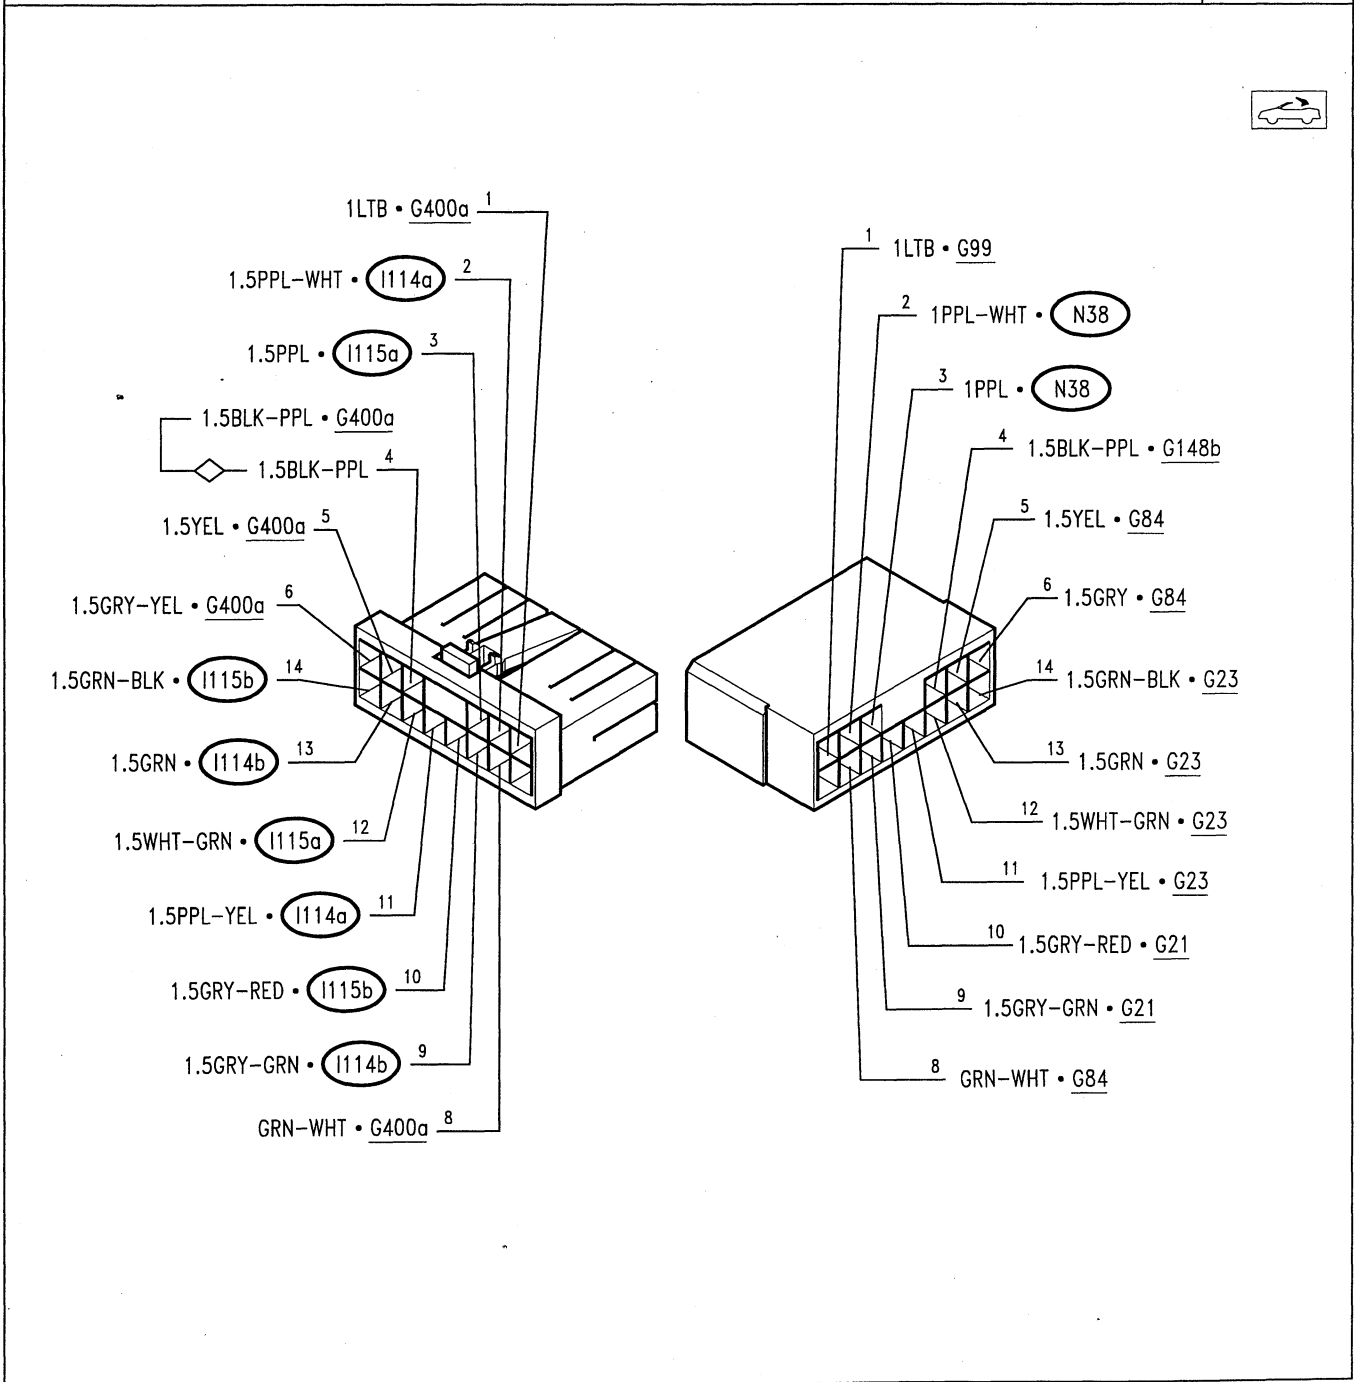 1LTB • G400a 1
1.5PPL-WHT • I114a 2
1.5PPL • I115a 3
1.5BLK-PPL • G400a
1.5BLK-PPL 4
1.5YEL • G400a 5
1.5GRY-YEL • G400a 6
1.5GRN-BLK • I115b 14
1.5GRN • I114b 13
1.5WHT-GRN • I115a 12
1.5PPL-YEL • I114a 11
1.5GRY-RED • I115b 10
1.5GRY-GRN • I114b 9
GRN-WHT • G400a 8
1 1LTB • G99
2 1PPL-WHT • N38
3 1PPL • N38
4 1.5BLK-PPL • G148b
5 1.5YEL • G84
6 1.5GRY • G84
14 1.5GRN-BLK • G23
13 1.5GRN • G23
12 1.5WHT-GRN • G23
11 1.5PPL-YEL • G23
10 1.5GRY-RED • G21
9 1.5GRY-GRN • G21
8 GRN-WHT • G84